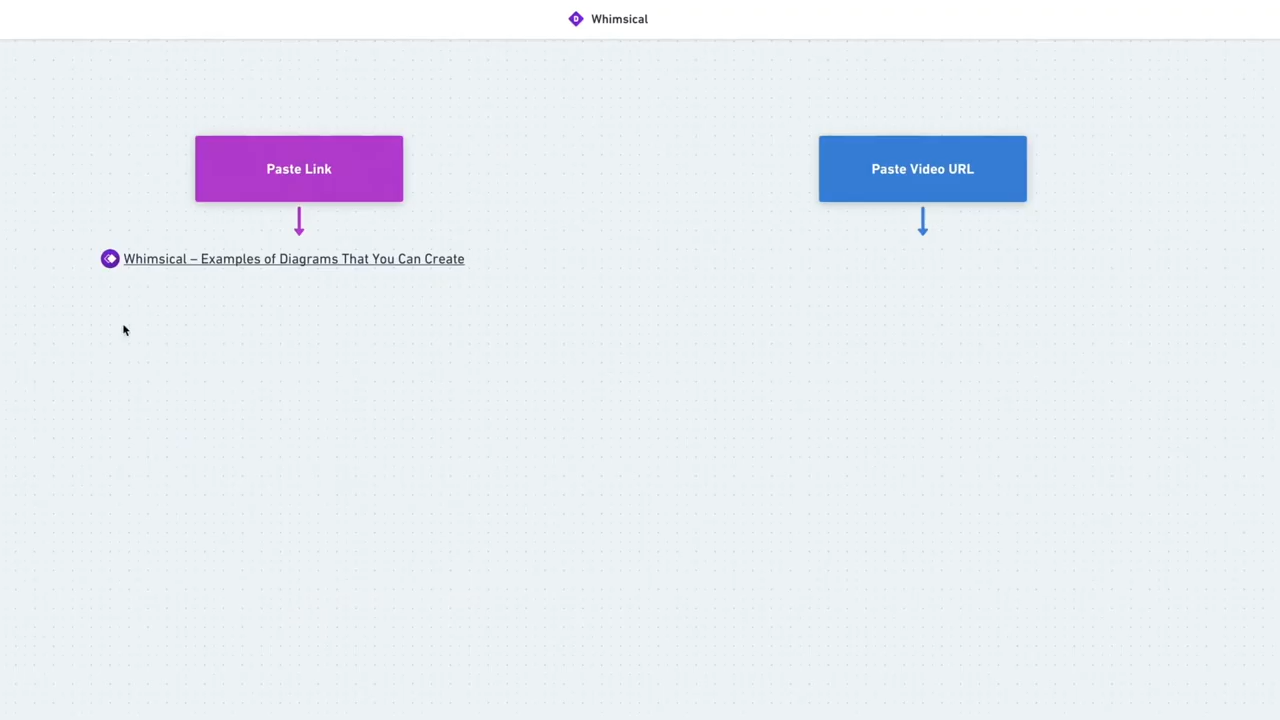 Whimsical
Paste Link
Paste Video URL
Whimsical – Examples of Diagrams That You Can Create